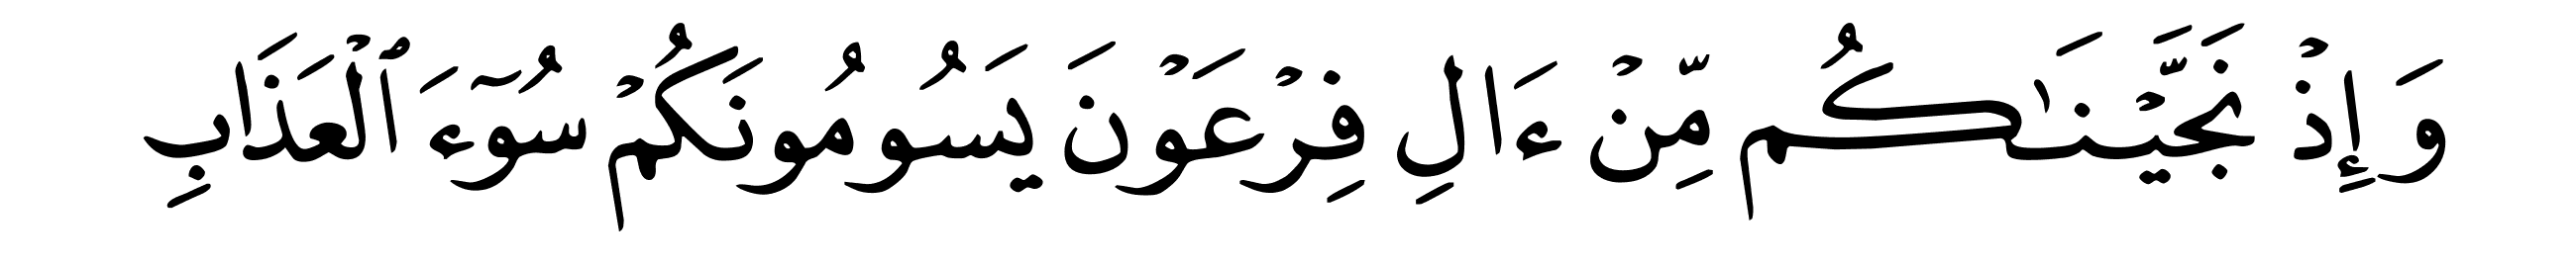 وَإِذْ نَجَّيْنَـٰكُم مِّنْ ءَالِ فِرْعَوْنَ يَسُومُونَكُمْ سُوٓءَ ٱلْعَذَابِ